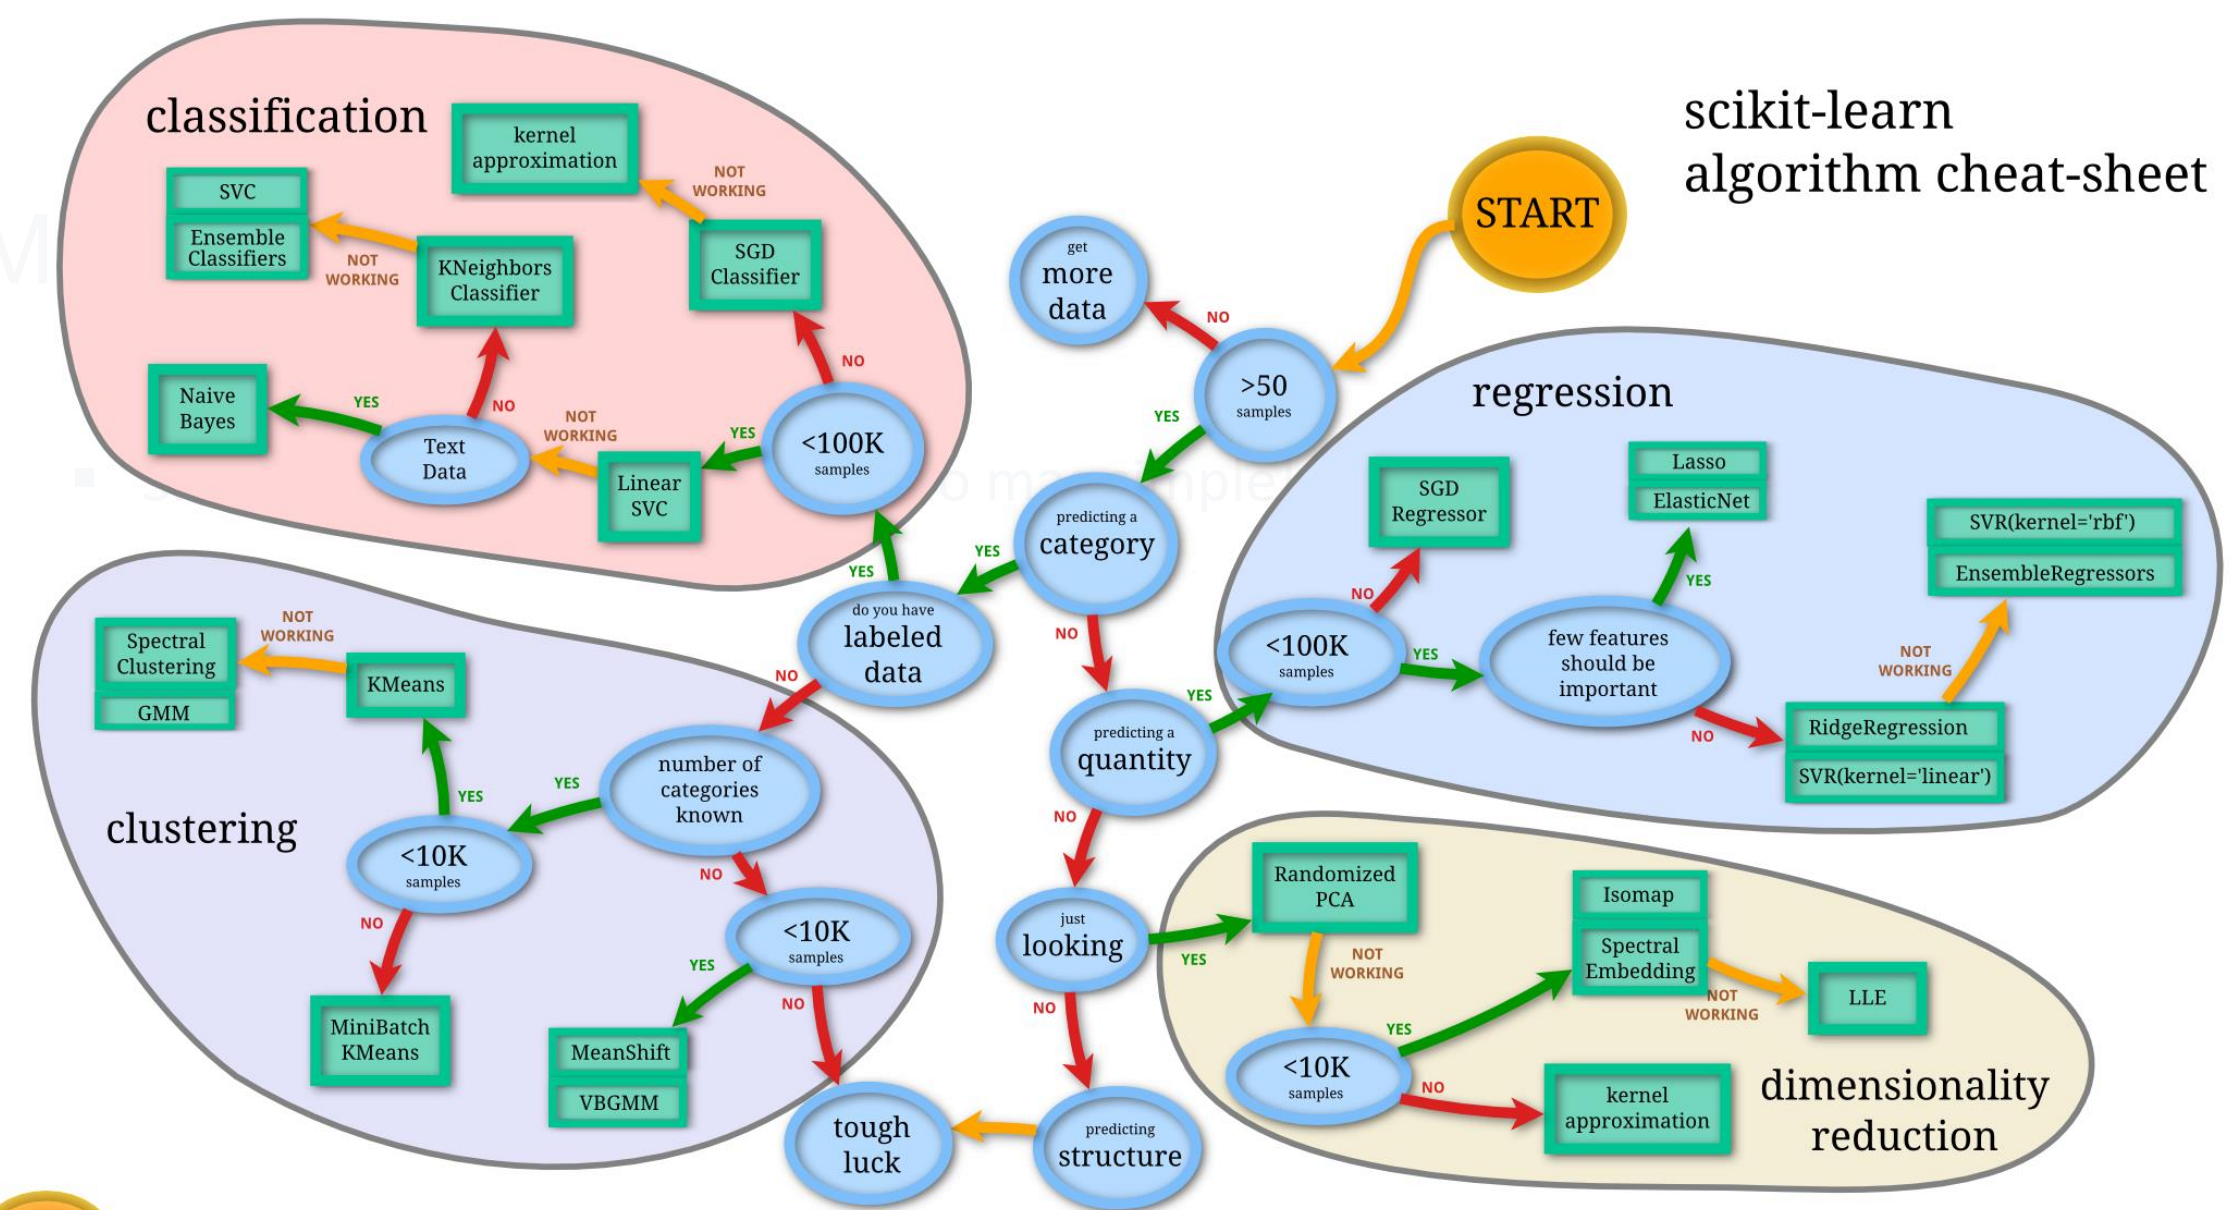 scikit-learn
algorithm cheat-sheet
START
>50
samples
NO
get
more
data
YES
predicting a
category
YES
do you have
labeled
data
YES
NO
NO
predicting a
quantity
YES
NO
just
looking
YES
NO
predicting
structure
tough
luck
classification
kernel
approximation
NOT
WORKING
SGD
Classifier
NO
<100K
samples
YES
Linear
SVC
NOT
WORKING
Text
Data
YES
Naive
Bayes
NO
KNeighbors
Classifier
NOT
WORKING
SVC
Ensemble
Classifiers
regression
<100K
samples
NO
SGD
Regressor
YES
few features
should be
important
YES
Lasso
ElasticNet
NO
RidgeRegression
SVR(kernel='linear')
NOT
WORKING
SVR(kernel='rbf')
EnsembleRegressors
clustering
number of
categories
known
YES
<10K
samples
YES
KMeans
NOT
WORKING
Spectral
Clustering
GMM
NO
MiniBatch
KMeans
NO
<10K
samples
YES
MeanShift
VBGMM
NO
dimensionality
reduction
Randomized
PCA
NOT
WORKING
<10K
samples
YES
Isomap
Spectral
Embedding
NOT
WORKING
LLE
NO
kernel
approximation